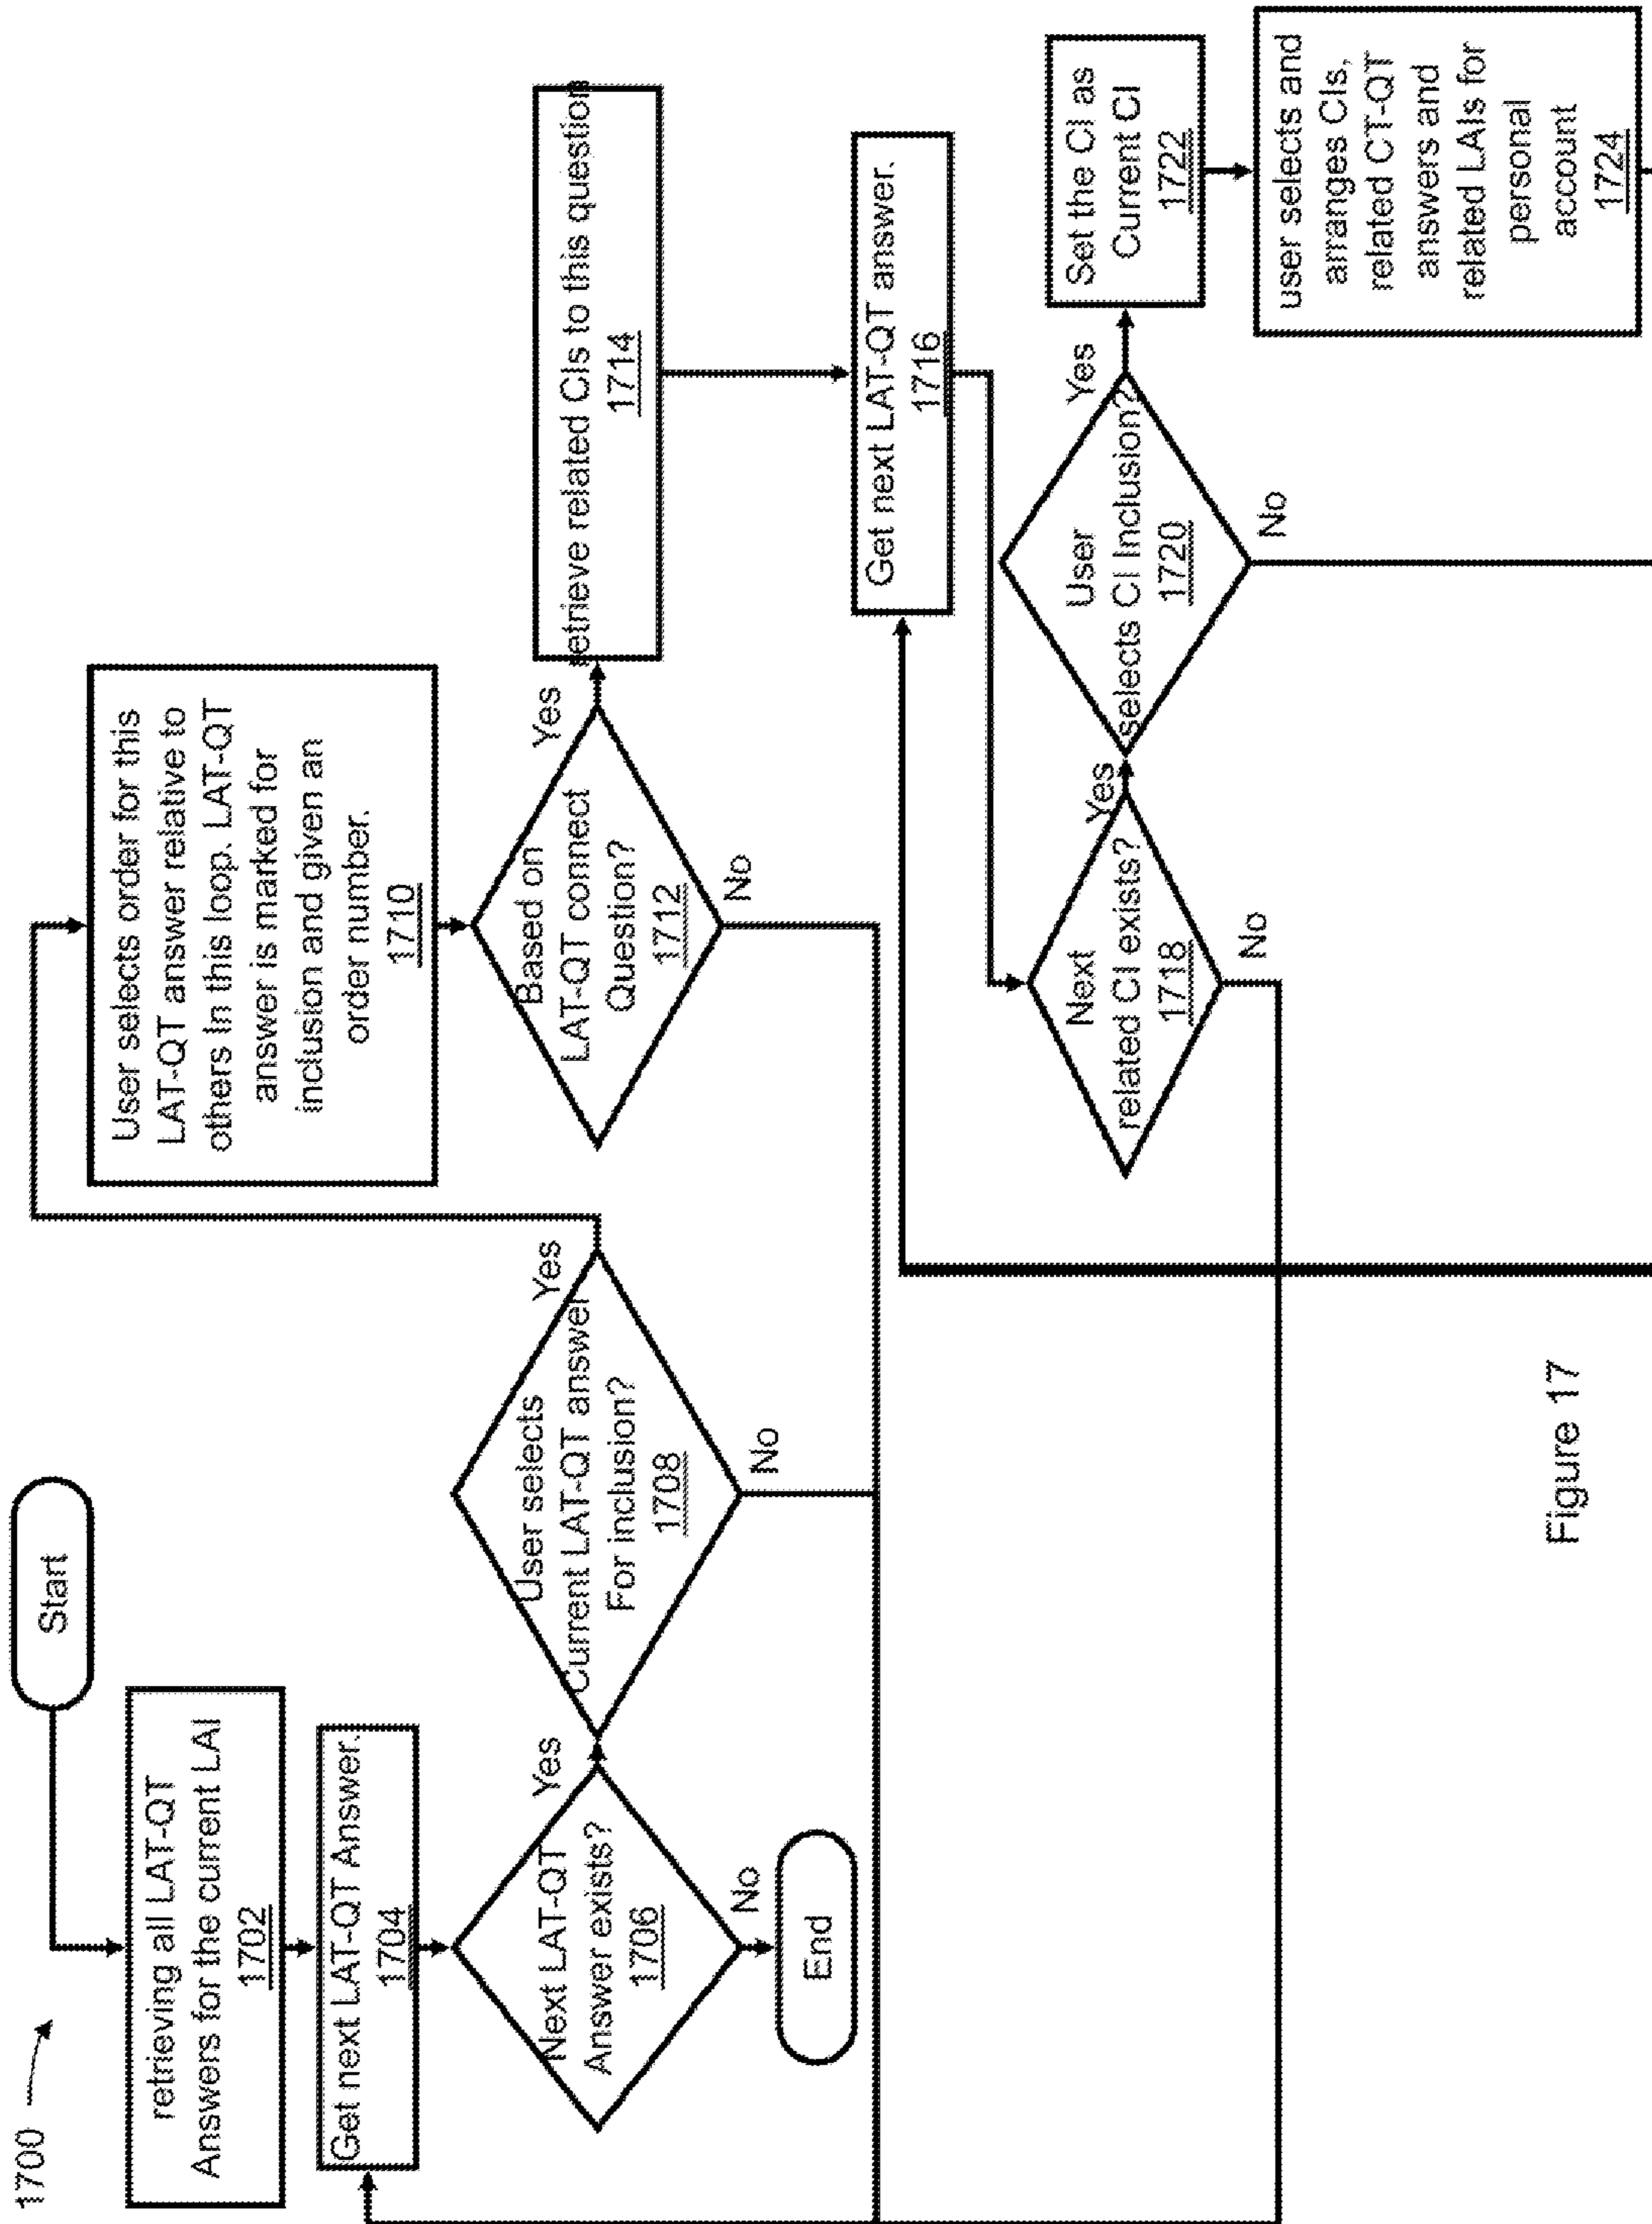 1700
Start
retrieving all LAT-QT
Answers for the current LAI
1702
Get next LAT-QT Answer.
1704
Next LAT-QT
Answer exists?
1706
Yes
No
End
User selects
Current LAT-QT answer
For inclusion?
1708
Yes
No
User selects order for this
LAT-QT answer relative to
others In this loop. LAT-QT
answer is marked for
inclusion and given an
order number.
1710
Based on
LAT-QT connect
Question?
1712
Yes
No
retrieve related CIs to this question
1714
Get next LAT-QT answer.
1716
Next
related CI exists?
1718
Yes
No
User
selects CI Inclusion?
1720
Yes
No
Set the CI as
Current CI
1722
user selects and
arranges CIs,
related CT-QT
answers and
related LAIs for
personal
account
1724
Figure 17